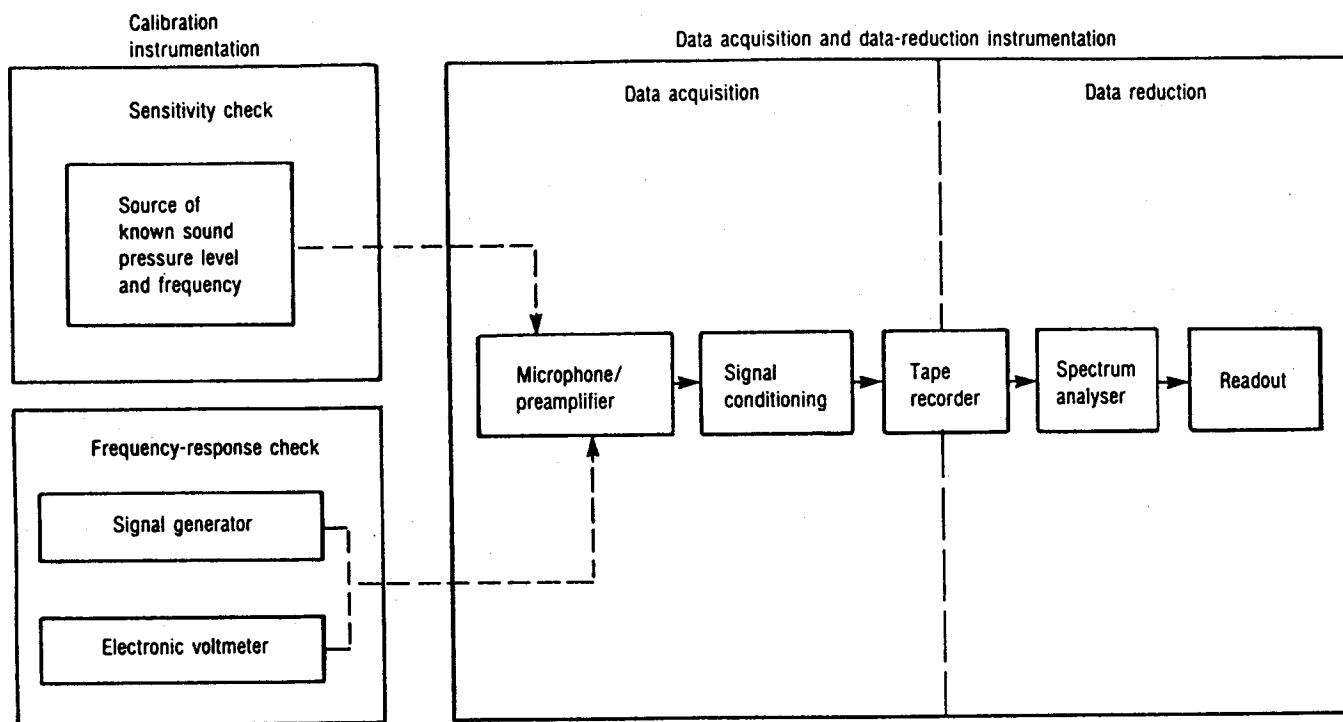 Calibration
instrumentation
Data acquisition and data-reduction instrumentation
Sensitivity check
Source of
known sound
pressure level
and frequency
Frequency-response check
Signal generator
Electronic voltmeter
Data acquisition
Data reduction
Microphone/
preamplifier
Signal
conditioning
Tape
recorder
Spectrum
analyser
Readout